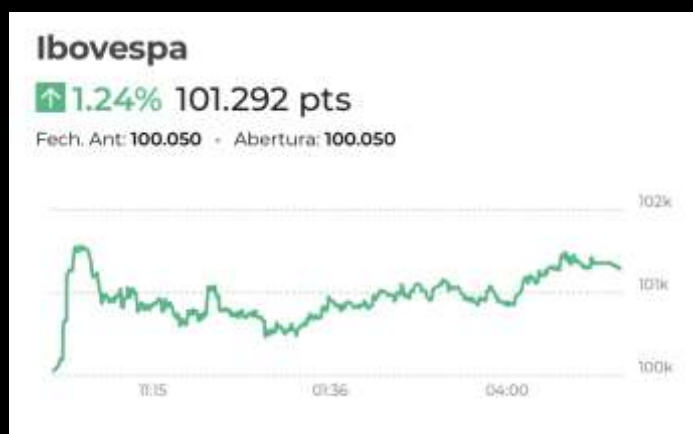 Ibovespa
↑ 1.24% 101.292 pts
Fech. Ant: 100.050 • Abertura: 100.050
102k
101k
100k
11:15 01:36 04:00